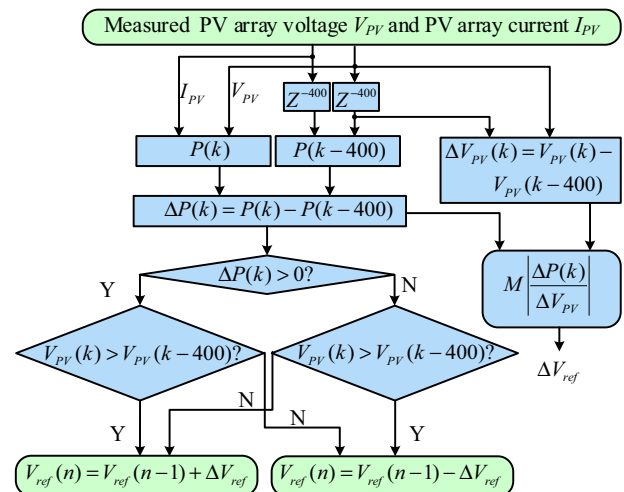 Measured PV array voltage V_PV and PV array current I_PV
I_PV
V_PV
Z^−400
Z^−400
P(k)
P(k−400)
ΔV_PV(k)=V_PV(k)−
V_PV(k−400)
ΔP(k)=P(k)−P(k−400)
ΔP(k)>0?
M|ΔP(k)/ΔV_PV|
Y
N
V_PV(k)>V_PV(k−400)?
V_PV(k)>V_PV(k−400)?
ΔV_ref
N
N
Y
Y
V_ref(n)=V_ref(n−1)+ΔV_ref
V_ref(n)=V_ref(n−1)−ΔV_ref